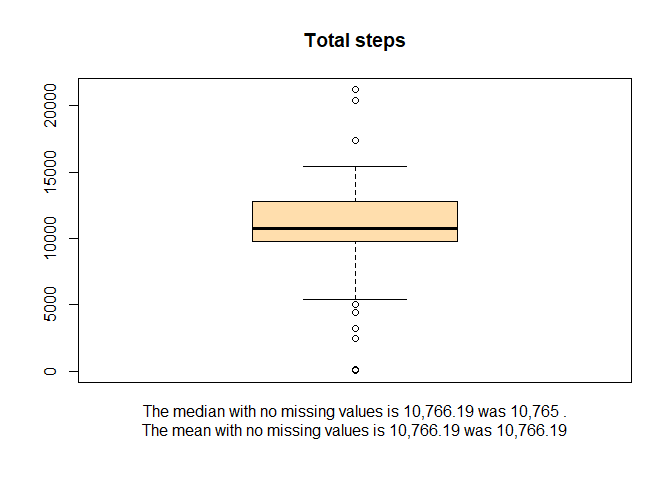 Total steps
20000
15000
10000
5000
0
The median with no missing values is 10,766.19 was 10,765 .
The mean with no missing values is 10,766.19 was 10,766.19